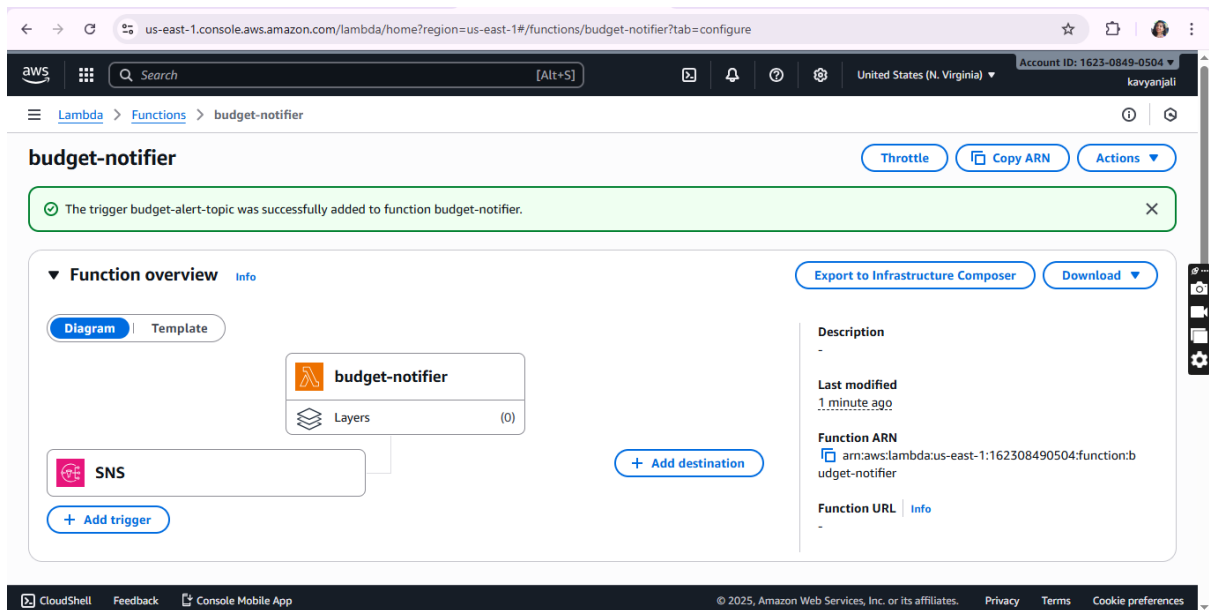 us-east-1.console.aws.amazon.com/lambda/home?region=us-east-1#/functions/budget-notifier?tab=configure
aws Search [Alt+S] United States (N. Virginia) ▼ Account ID: 1623-0849-0504 ▼
kavyanjali
Lambda > Functions > budget-notifier
budget-notifier Throttle Copy ARN Actions ▼
The trigger budget-alert-topic was successfully added to function budget-notifier.
▼ Function overview Info Export to Infrastructure Composer Download ▼
Diagram Template
budget-notifier
Layers (0)
SNS
+ Add trigger
+ Add destination
Description
-
Last modified
1 minute ago
Function ARN
arn:aws:lambda:us-east-1:162308490504:function:b
udget-notifier
Function URL Info
-
CloudShell Feedback Console Mobile App © 2025, Amazon Web Services, Inc. or its affiliates. Privacy Terms Cookie preferences